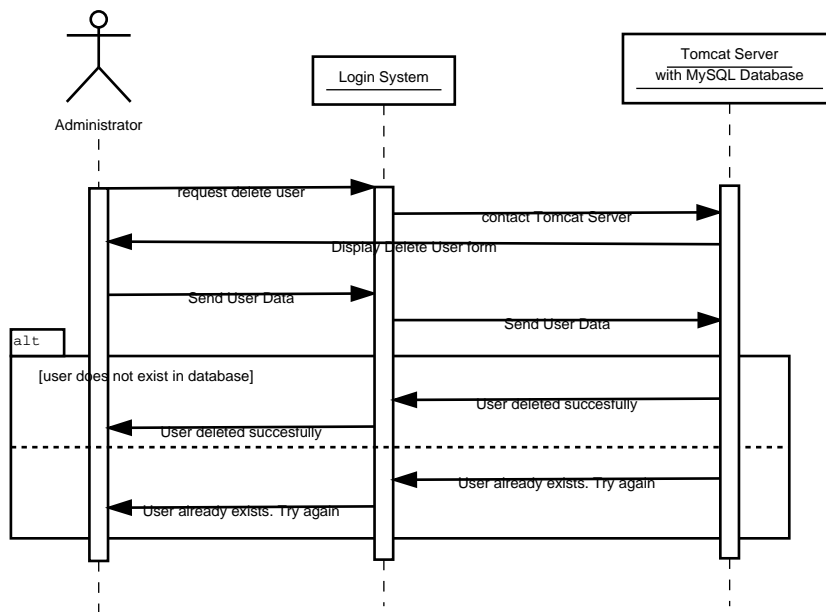 Tomcat Server
with MySQL Database
Login System
Administrator
request delete user
contact Tomcat Server
Display Delete User form
Send User Data
Send User Data
alt
[user does not exist in database]
User deleted succesfully
User deleted succesfully
User already exists. Try again
User already exists. Try again